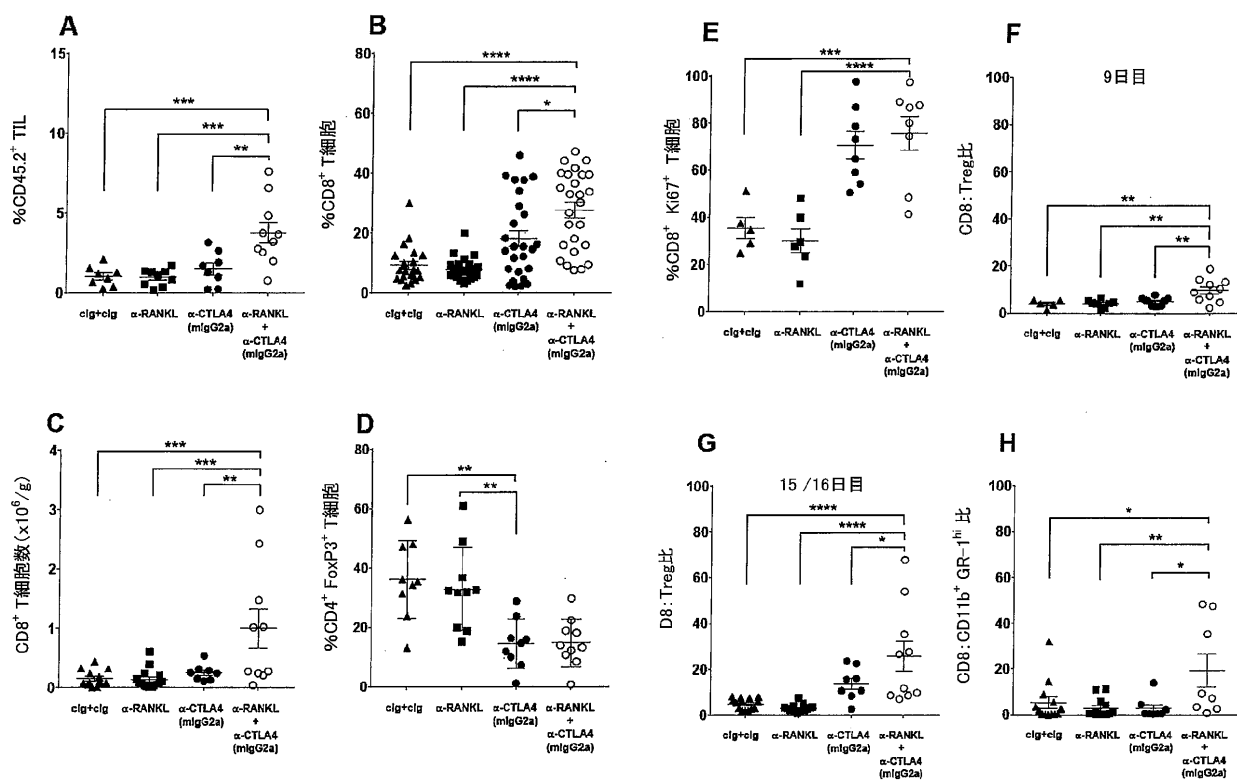 A
%CD45.2⁺ TIL
15
10
5
0
***
***
**
cIg+cIg
α-RANKL
α-CTLA4
(mIgG2a)
α-RANKL
+
α-CTLA4
(mIgG2a)
B
%CD8⁺ T細胞
80
60
40
20
0
****
****
*
cIg+cIg
α-RANKL
α-CTLA4
(mIgG2a)
α-RANKL
+
α-CTLA4
(mIgG2a)
C
CD8⁺ T細胞数(x10⁶/g)
4
3
2
1
0
***
***
**
cIg+cIg
α-RANKL
α-CTLA4
(mIgG2a)
α-RANKL
+
α-CTLA4
(mIgG2a)
D
%CD4⁺ FoxP3⁺ T細胞
80
60
40
20
0
**
**
cIg+cIg
α-RANKL
α-CTLA4
(mIgG2a)
α-RANKL
+
α-CTLA4
(mIgG2a)
E
%CD8⁺ Ki67⁺ T細胞
100
80
60
40
20
0
***
****
cIg+cIg
α-RANKL
α-CTLA4
(mIgG2a)
α-RANKL
+
α-CTLA4
(mIgG2a)
F
9日目
CD8:Treg比
100
80
60
40
20
0
**
**
**
cIg+cIg
α-RANKL
α-CTLA4
(mIgG2a)
α-RANKL
+
α-CTLA4
(mIgG2a)
G
15 /16日目
D8:Treg比
100
80
60
40
20
0
****
****
*
cIg+cIg
α-RANKL
α-CTLA4
(mIgG2a)
α-RANKL
+
α-CTLA4
(mIgG2a)
H
CD8:CD11b⁺ GR-1ʰⁱ 比
100
80
60
40
20
0
*
**
*
cIg+cIg
α-RANKL
α-CTLA4
(mIgG2a)
α-RANKL
+
α-CTLA4
(mIgG2a)